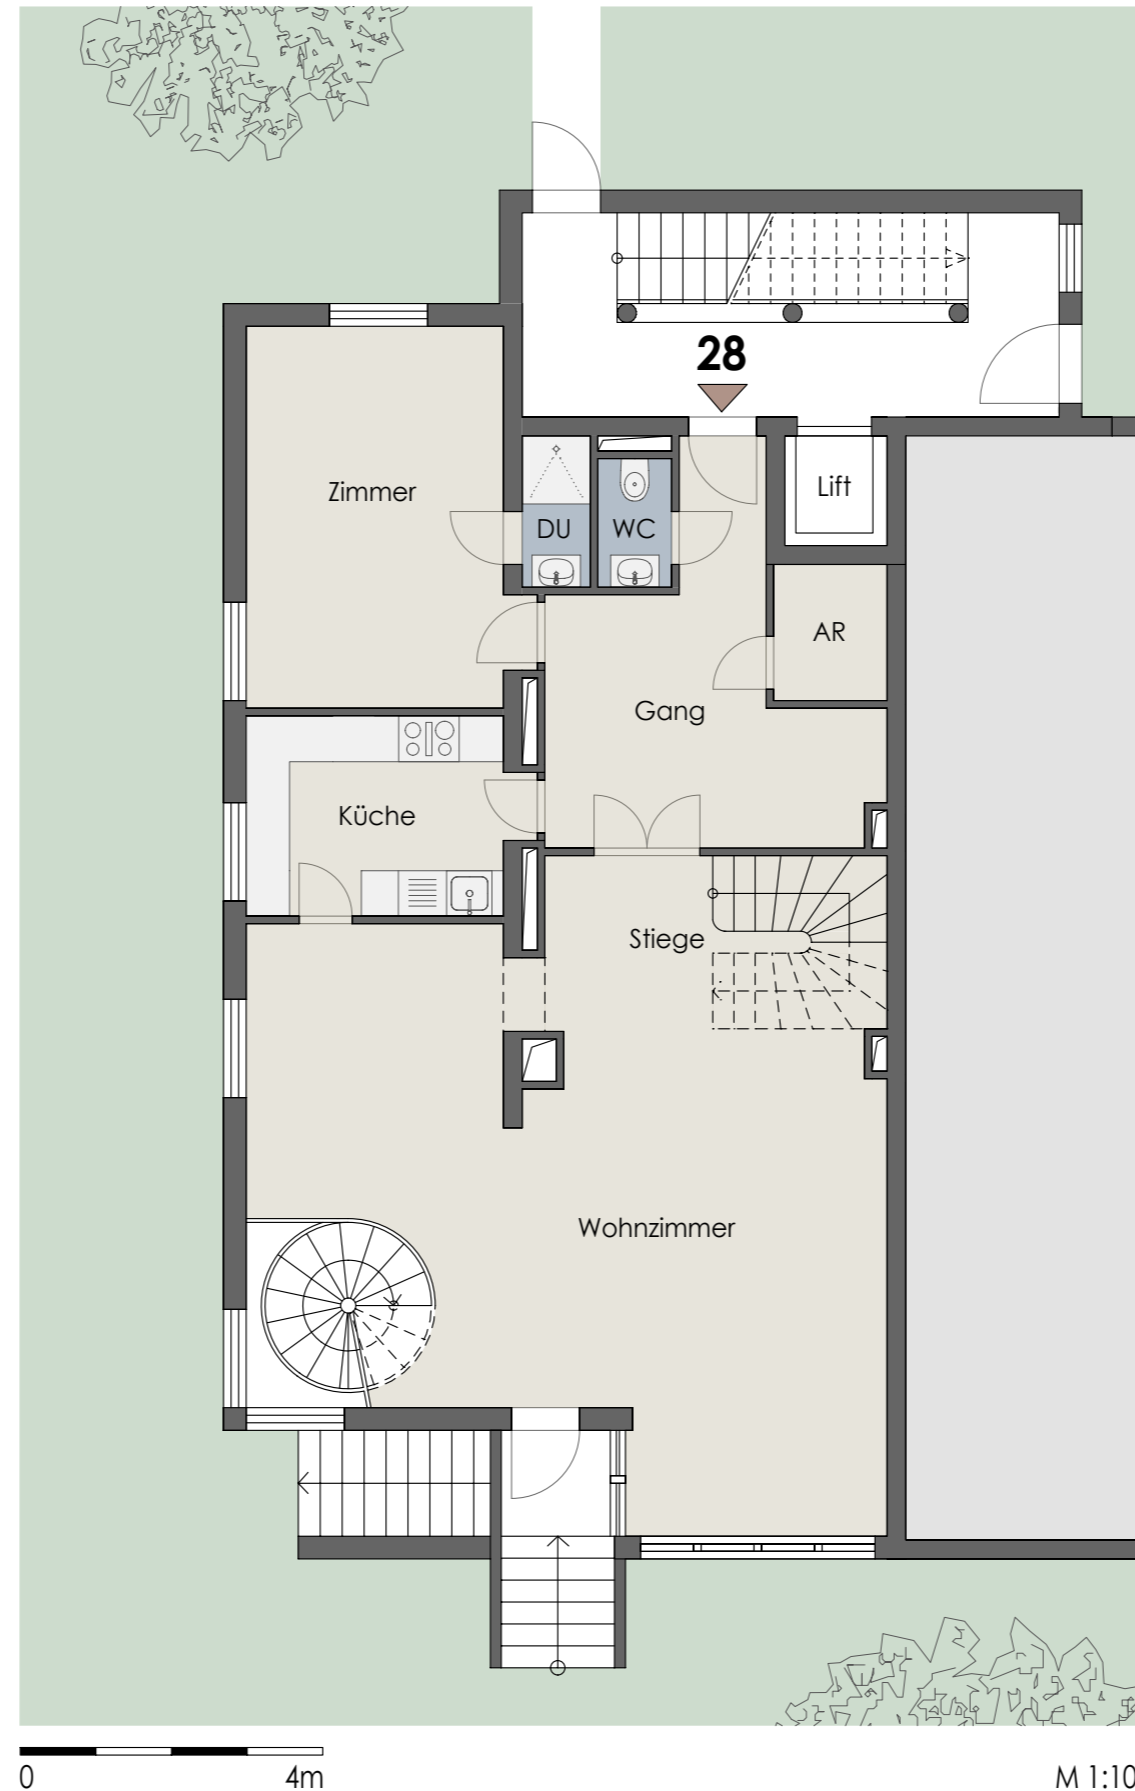 28
Zimmer
Lift
DU
WC
AR
Gang
Küche
Stiege
Wohnzimmer
0
4m
M 1:10